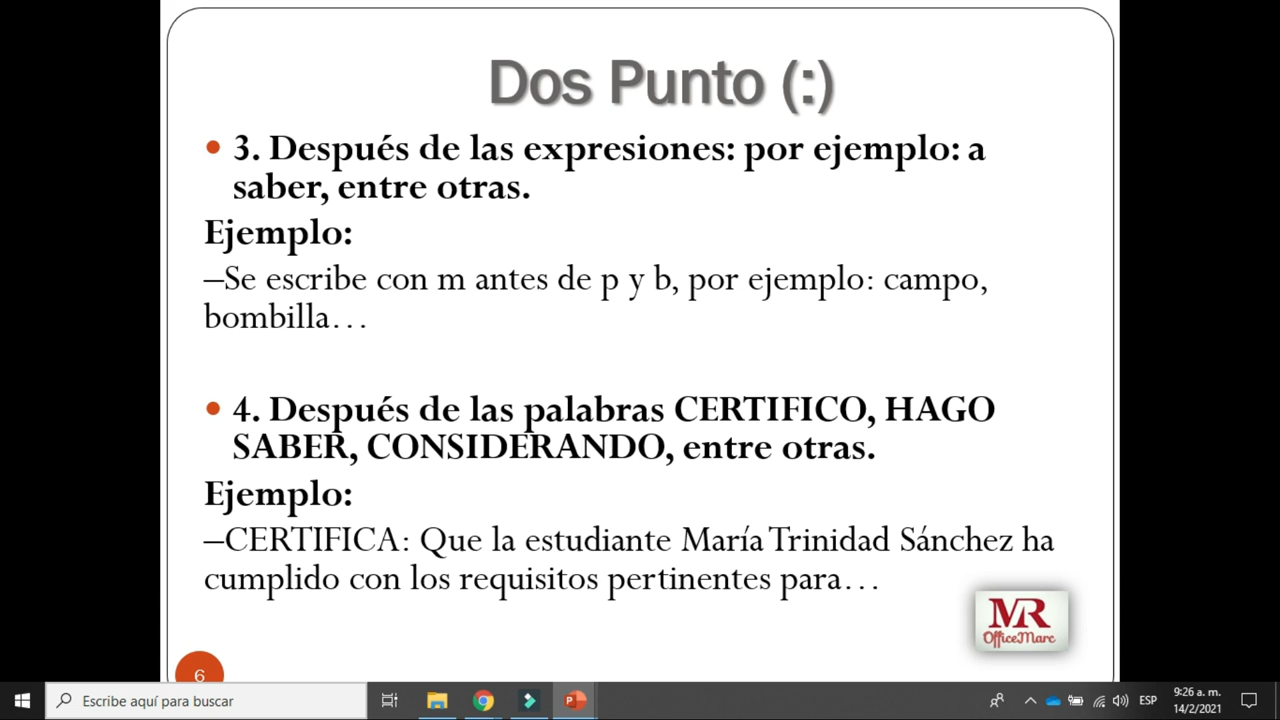 Dos Punto (:)
3. Después de las expresiones: por ejemplo: a
saber, entre otras.
Ejemplo:
–Se escribe con m antes de p y b, por ejemplo: campo,
bombilla…
4. Después de las palabras CERTIFICO, HAGO
SABER, CONSIDERANDO, entre otras.
Ejemplo:
–CERTIFICA: Que la estudiante María Trinidad Sánchez ha
cumplido con los requisitos pertinentes para…
MR
OfficeMarc
6
Escribe aquí para buscar
ESP
9:26 a. m.
14/2/2021